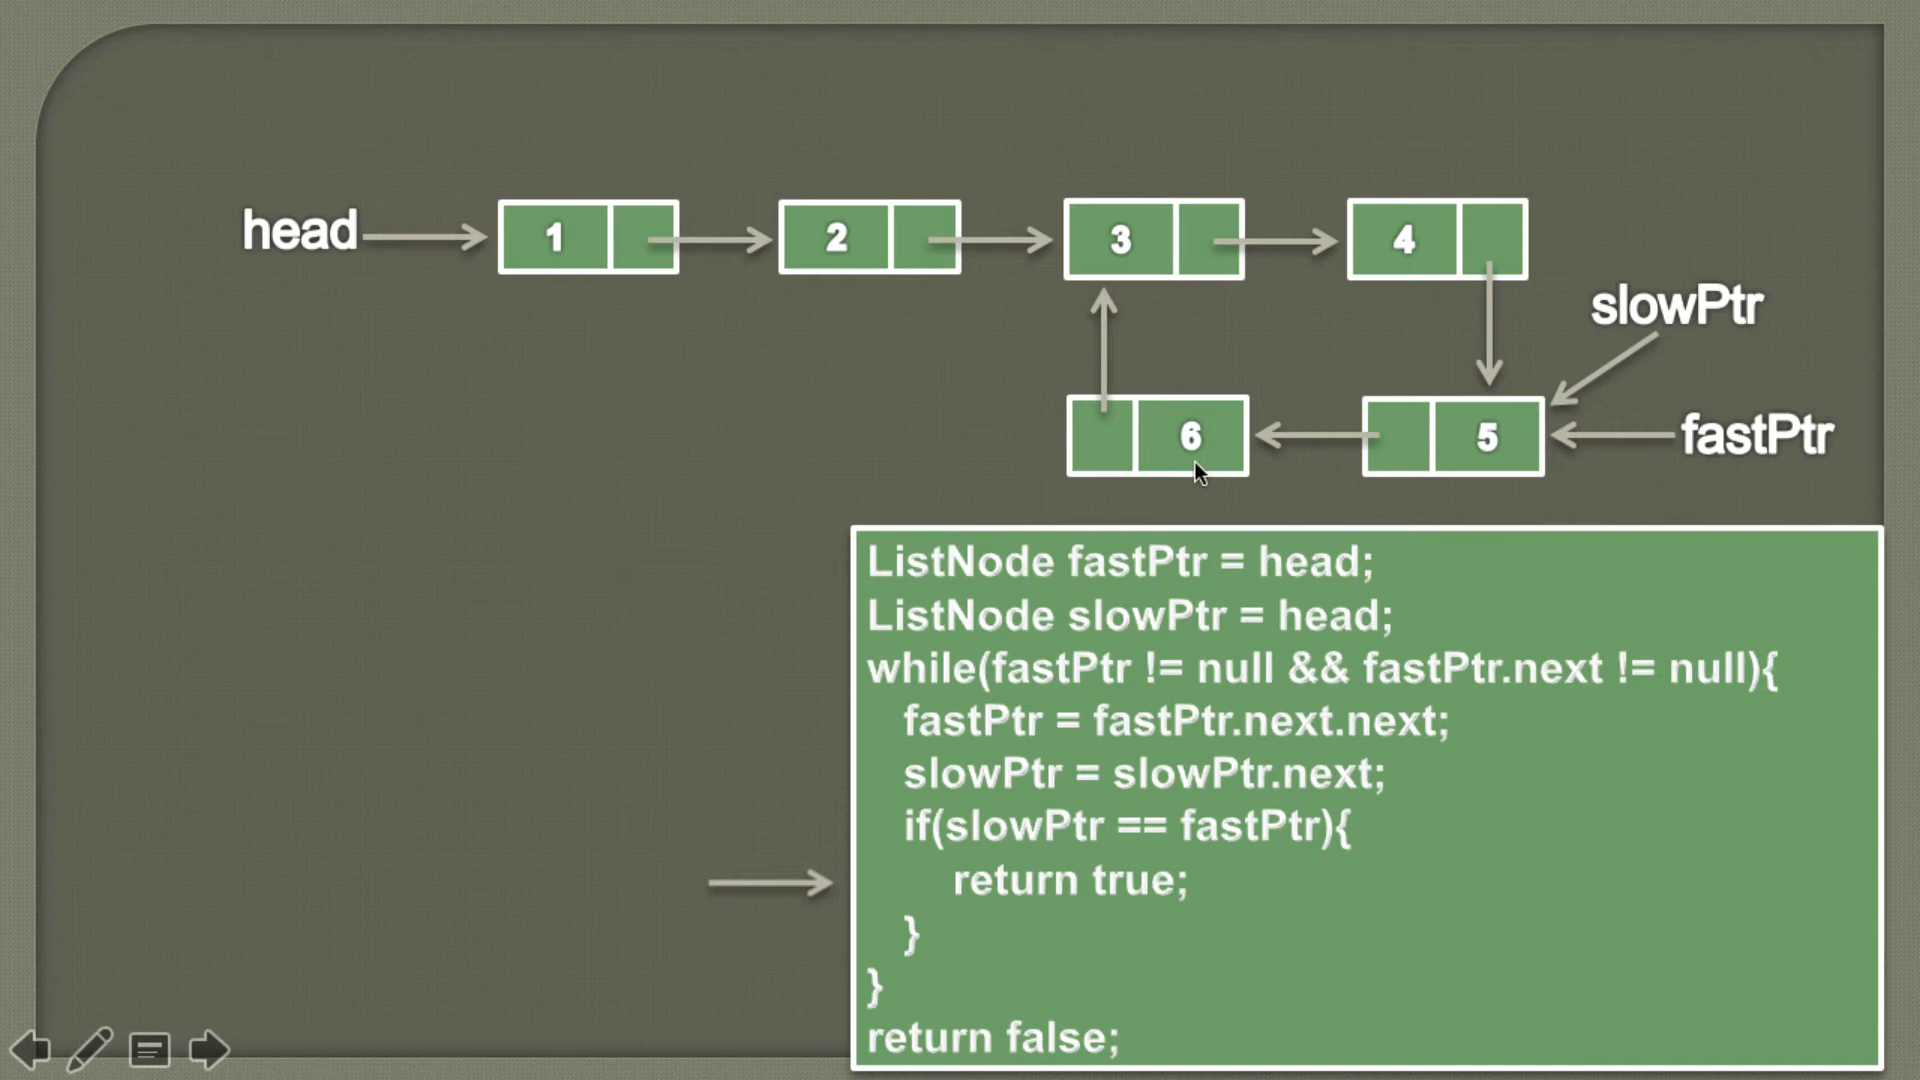 head 1 2 3 4
slowPtr
6 5 fastPtr
ListNode fastPtr = head;
ListNode slowPtr = head;
while(fastPtr != null && fastPtr.next != null){
fastPtr = fastPtr.next.next;
slowPtr = slowPtr.next;
if(slowPtr == fastPtr){
return true;
}
}
return false;